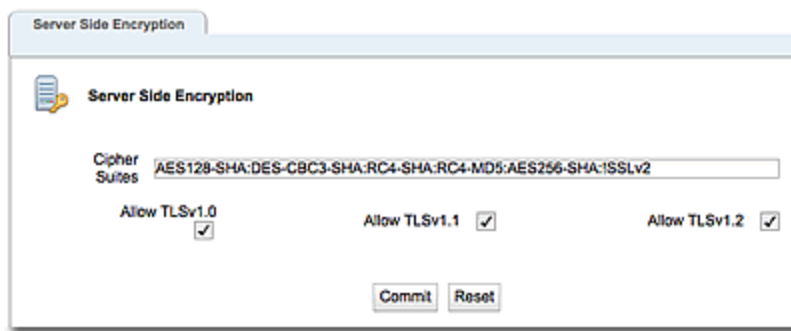 Server Side Encryption
Server Side Encryption
Cipher
Suites
AES128-SHA:DES-CBC3-SHA:RC4-SHA:RC4-MD5:AES256-SHA:!SSLv2
Allow TLSv1.0
Allow TLSv1.1
Allow TLSv1.2
Commit
Reset